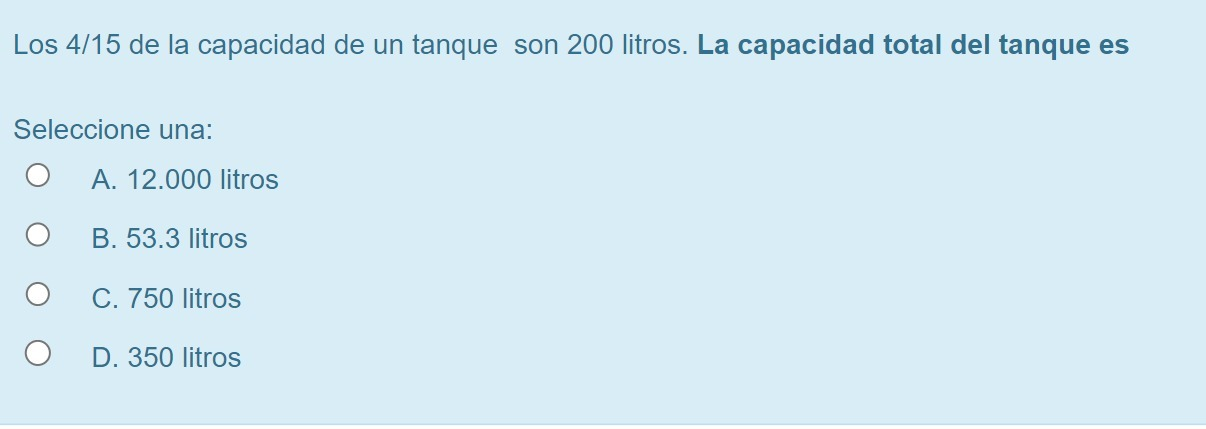 Los 4/15 de la capacidad de un tanque  son 200 litros. La capacidad total del tanque es
Seleccione una:
A. 12.000 litros
B. 53.3 litros
C. 750 litros
D. 350 litros